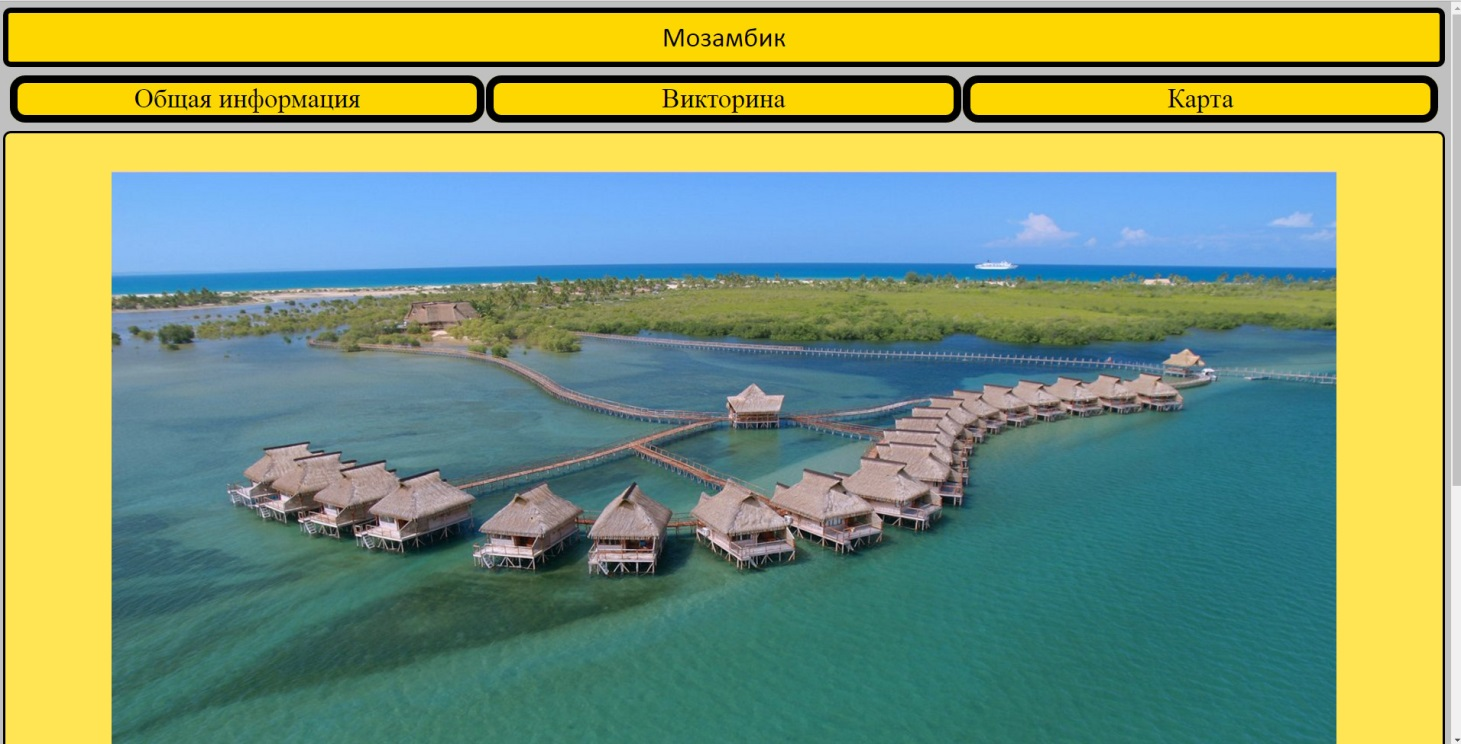 Мозамбик
Общая информация
Викторина
Карта